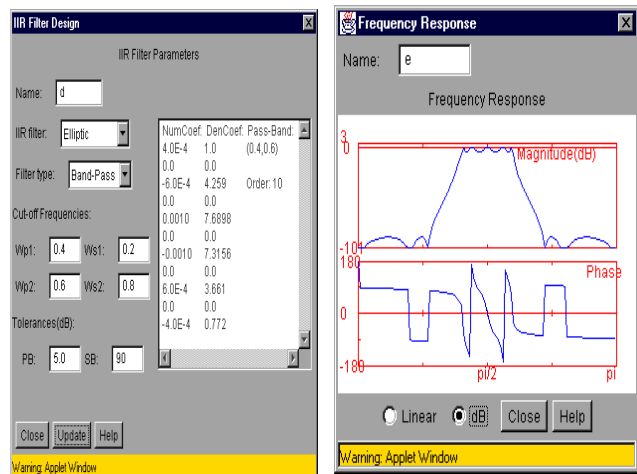 IIR Filter Design
IIR Filter Parameters
Name: d
IIR filter: Elliptic
Filter type: Band-Pass
Cut-off Frequencies:
Wp1: 0.4 Ws1: 0.2
Wp2: 0.6 Ws2: 0.8
Tolerances(dB):
PB: 5.0 SB: 90
NumCoef: DenCoef: Pass-Band:
4.0E-4 1.0 (0.4,0.6)
0.0 0.0
-6.0E-4 4.259 Order: 10
0.0 0.0
0.0010 7.6898
0.0 0.0
-0.0010 7.3156
0.0 0.0
6.0E-4 3.661
0.0 0.0
-4.0E-4 0.772
Close Update Help
Warning: Applet Window
Frequency Response
Name: e
Frequency Response
3
0
Magnitude(dB)
-101
180
Phase
0
-180
pi/2 pi
Linear dB Close Help
Warning: Applet Window